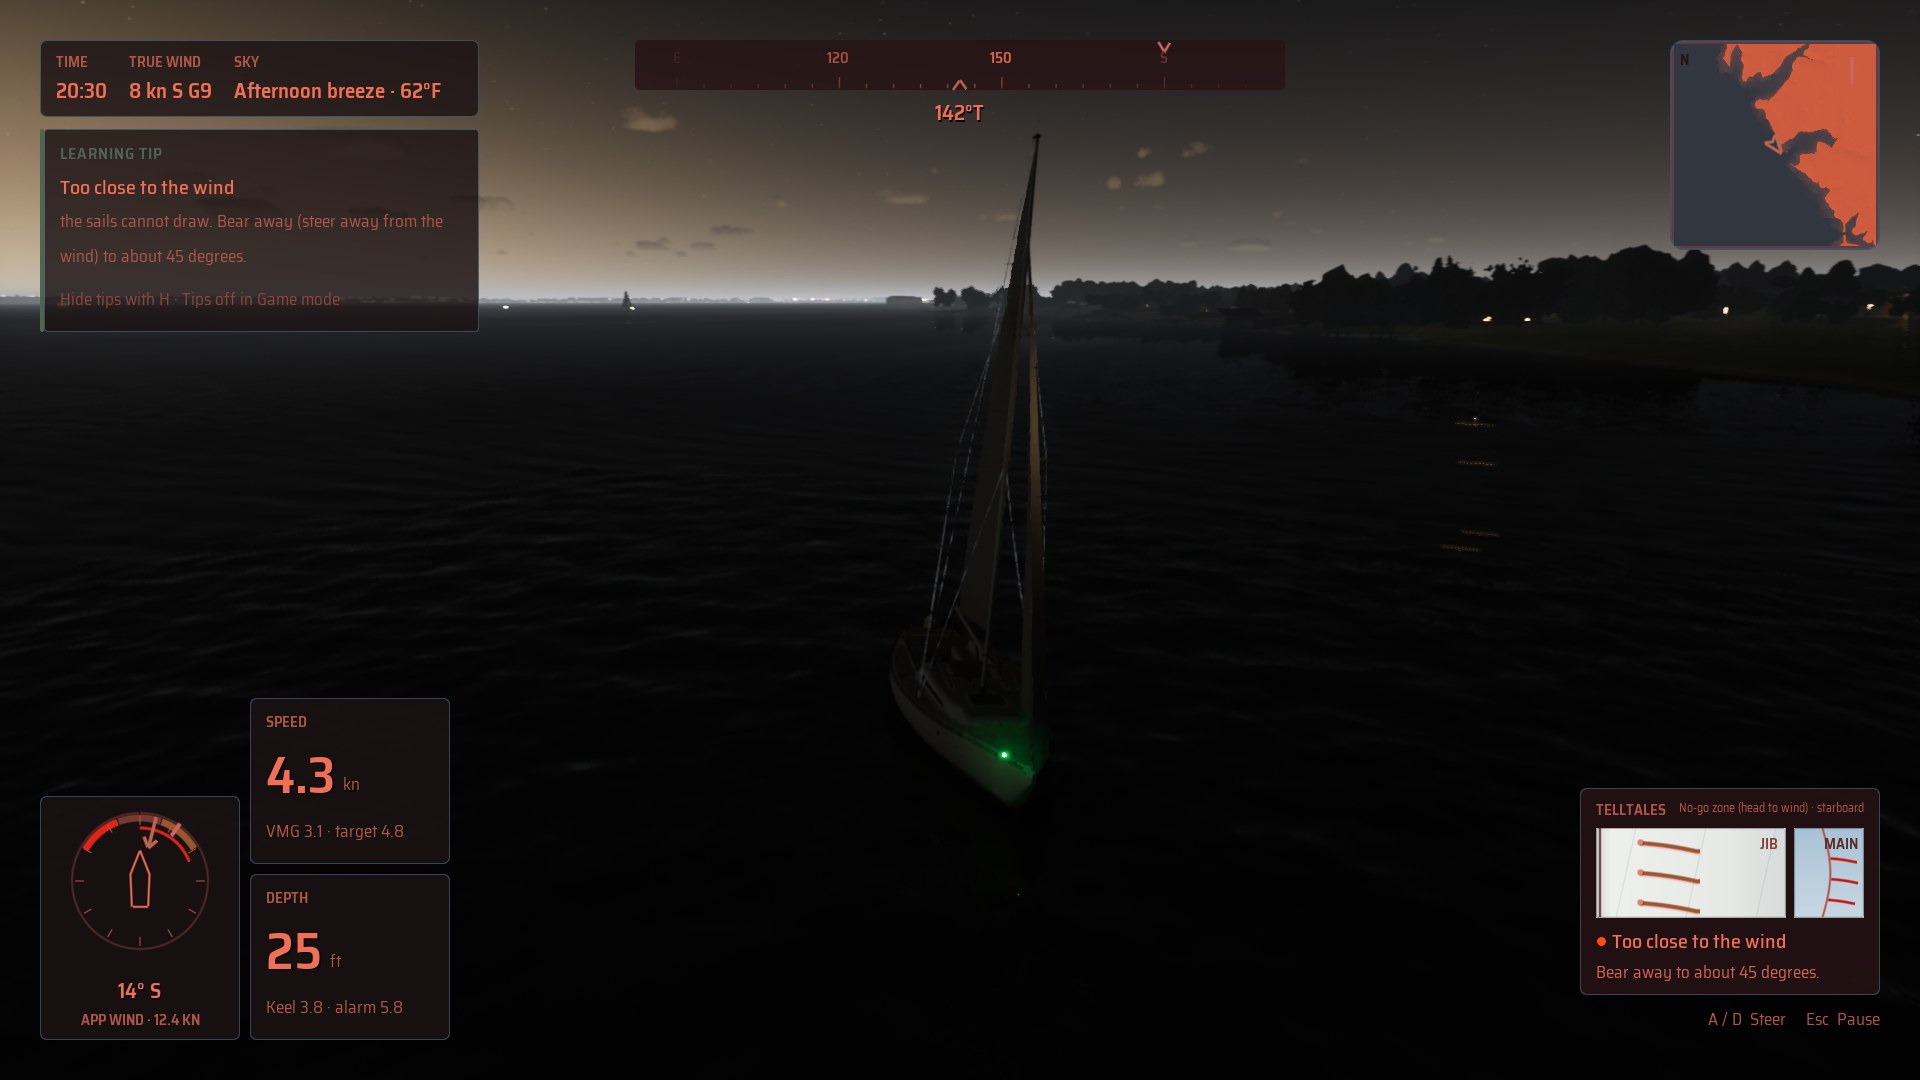 TIME TRUE WIND SKY
20:30 8 kn S G9 Afternoon breeze · 62°F
LEARNING TIP
Too close to the wind
the sails cannot draw. Bear away (steer away from the
wind) to about 45 degrees.
Hide tips with H · Tips off in Game mode
E 120 150 S
142°T
N
SPEED
4.3 kn
VMG 3.1 · target 4.8
DEPTH
25 ft
Keel 3.8 · alarm 5.8
14° S
APP WIND · 12.4 KN
TELLTALES No-go zone (head to wind) · starboard
JIB MAIN
Too close to the wind
Bear away to about 45 degrees.
A / D Steer Esc Pause